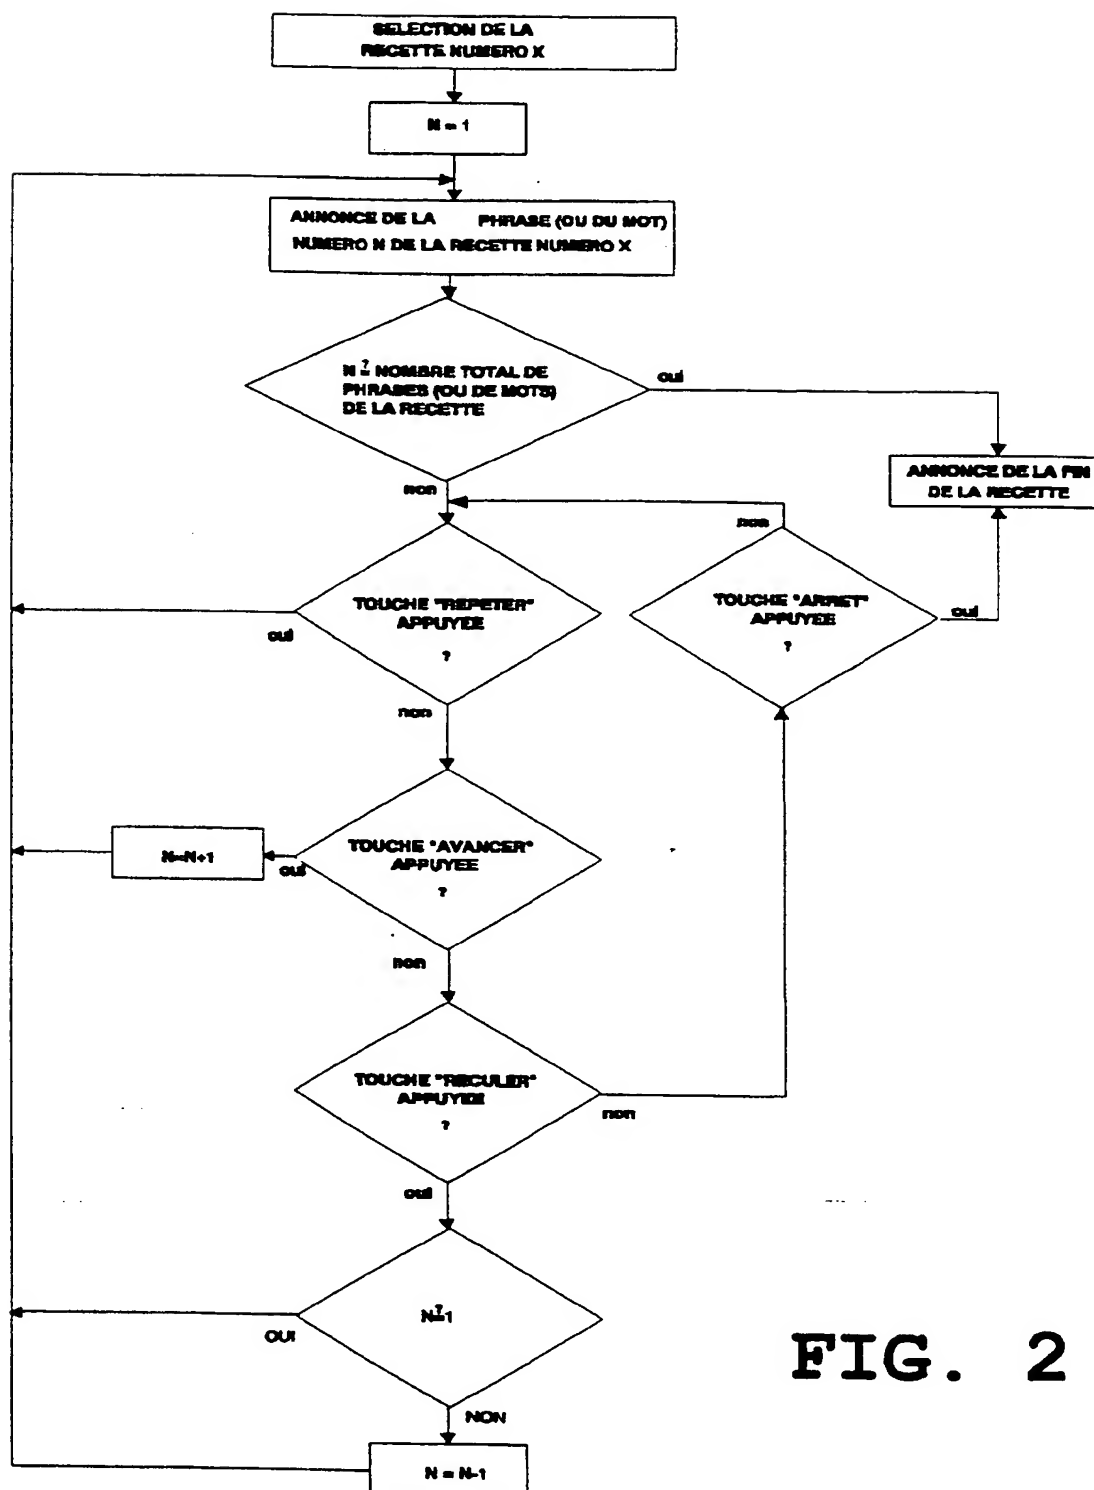 SELECTION DE LA
RECETTE NUMERO X
N = 1
ANNONCE DE LA PHRASE (OU DU MOT)
NUMERO N DE LA RECETTE NUMERO X
?
N = NOMBRE TOTAL DE
PHRASES (OU DE MOTS)
DE LA RECETTE
oui
non
ANNONCE DE LA FIN
DE LA RECETTE
TOUCHE "REPETER"
APPUYEE
?
oui
non
TOUCHE "ARRET"
APPUYEE
?
non
oui
TOUCHE "AVANCER"
APPUYEE
?
oui
N=N+1
non
TOUCHE "RECULER"
APPUYEE
?
non
oui
?
N=1
OUI
NON
N = N-1
FIG. 2